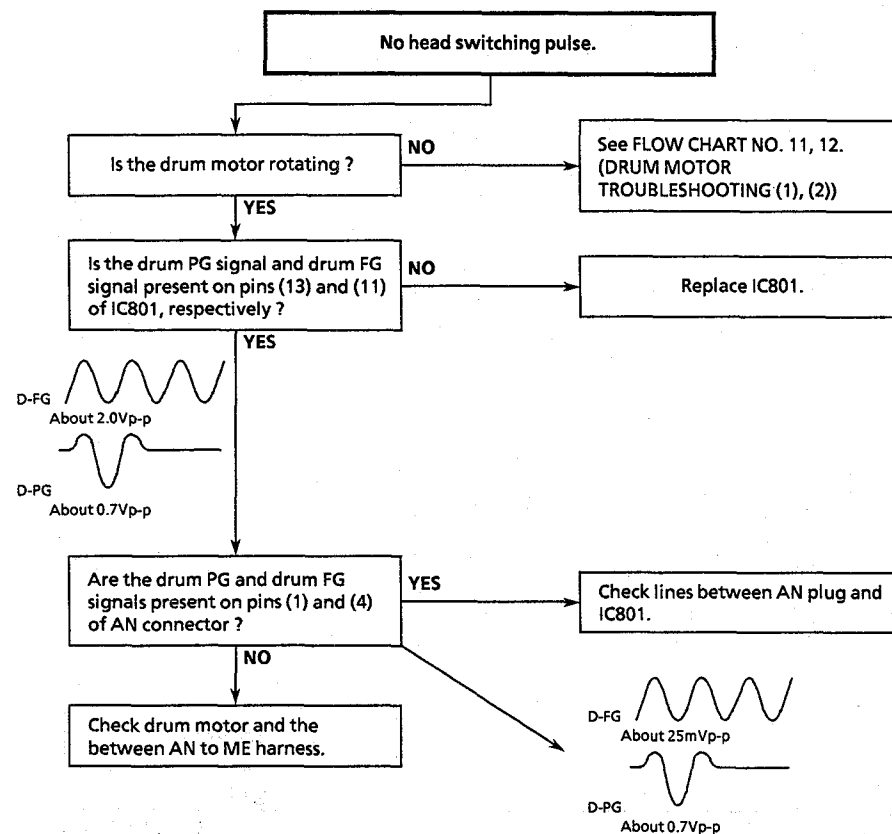 No head switching pulse.
Is the drum motor rotating ?
NO
See FLOW CHART NO. 11, 12.
(DRUM MOTOR
TROUBLESHOOTING (1), (2))
YES
Is the drum PG signal and drum FG
signal present on pins (13) and (11)
of IC801, respectively ?
NO
Replace IC801.
YES
D-FG
About 2.0Vp-p
D-PG
About 0.7Vp-p
Are the drum PG and drum FG
signals present on pins (1) and (4)
of AN connector ?
YES
Check lines between AN plug and
IC801.
NO
Check drum motor and the
between AN to ME harness.
D-FG
About 25mVp-p
D-PG
About 0.7Vp-p